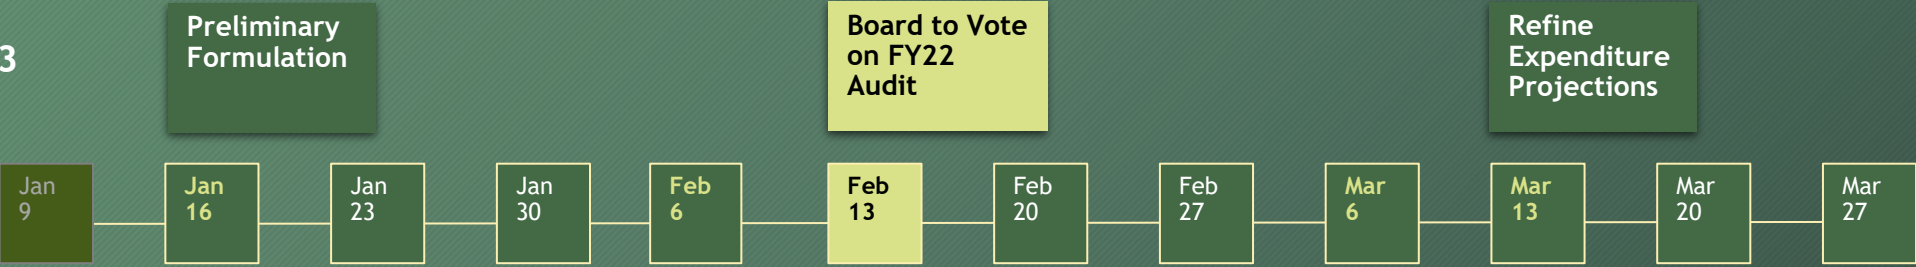 3
Preliminary
Formulation
Board to Vote
on FY22
Audit
Refine
Expenditure
Projections
Jan
9
Jan
16
Jan
23
Jan
30
Feb
6
Feb
13
Feb
20
Feb
27
Mar
6
Mar
13
Mar
20
Mar
27